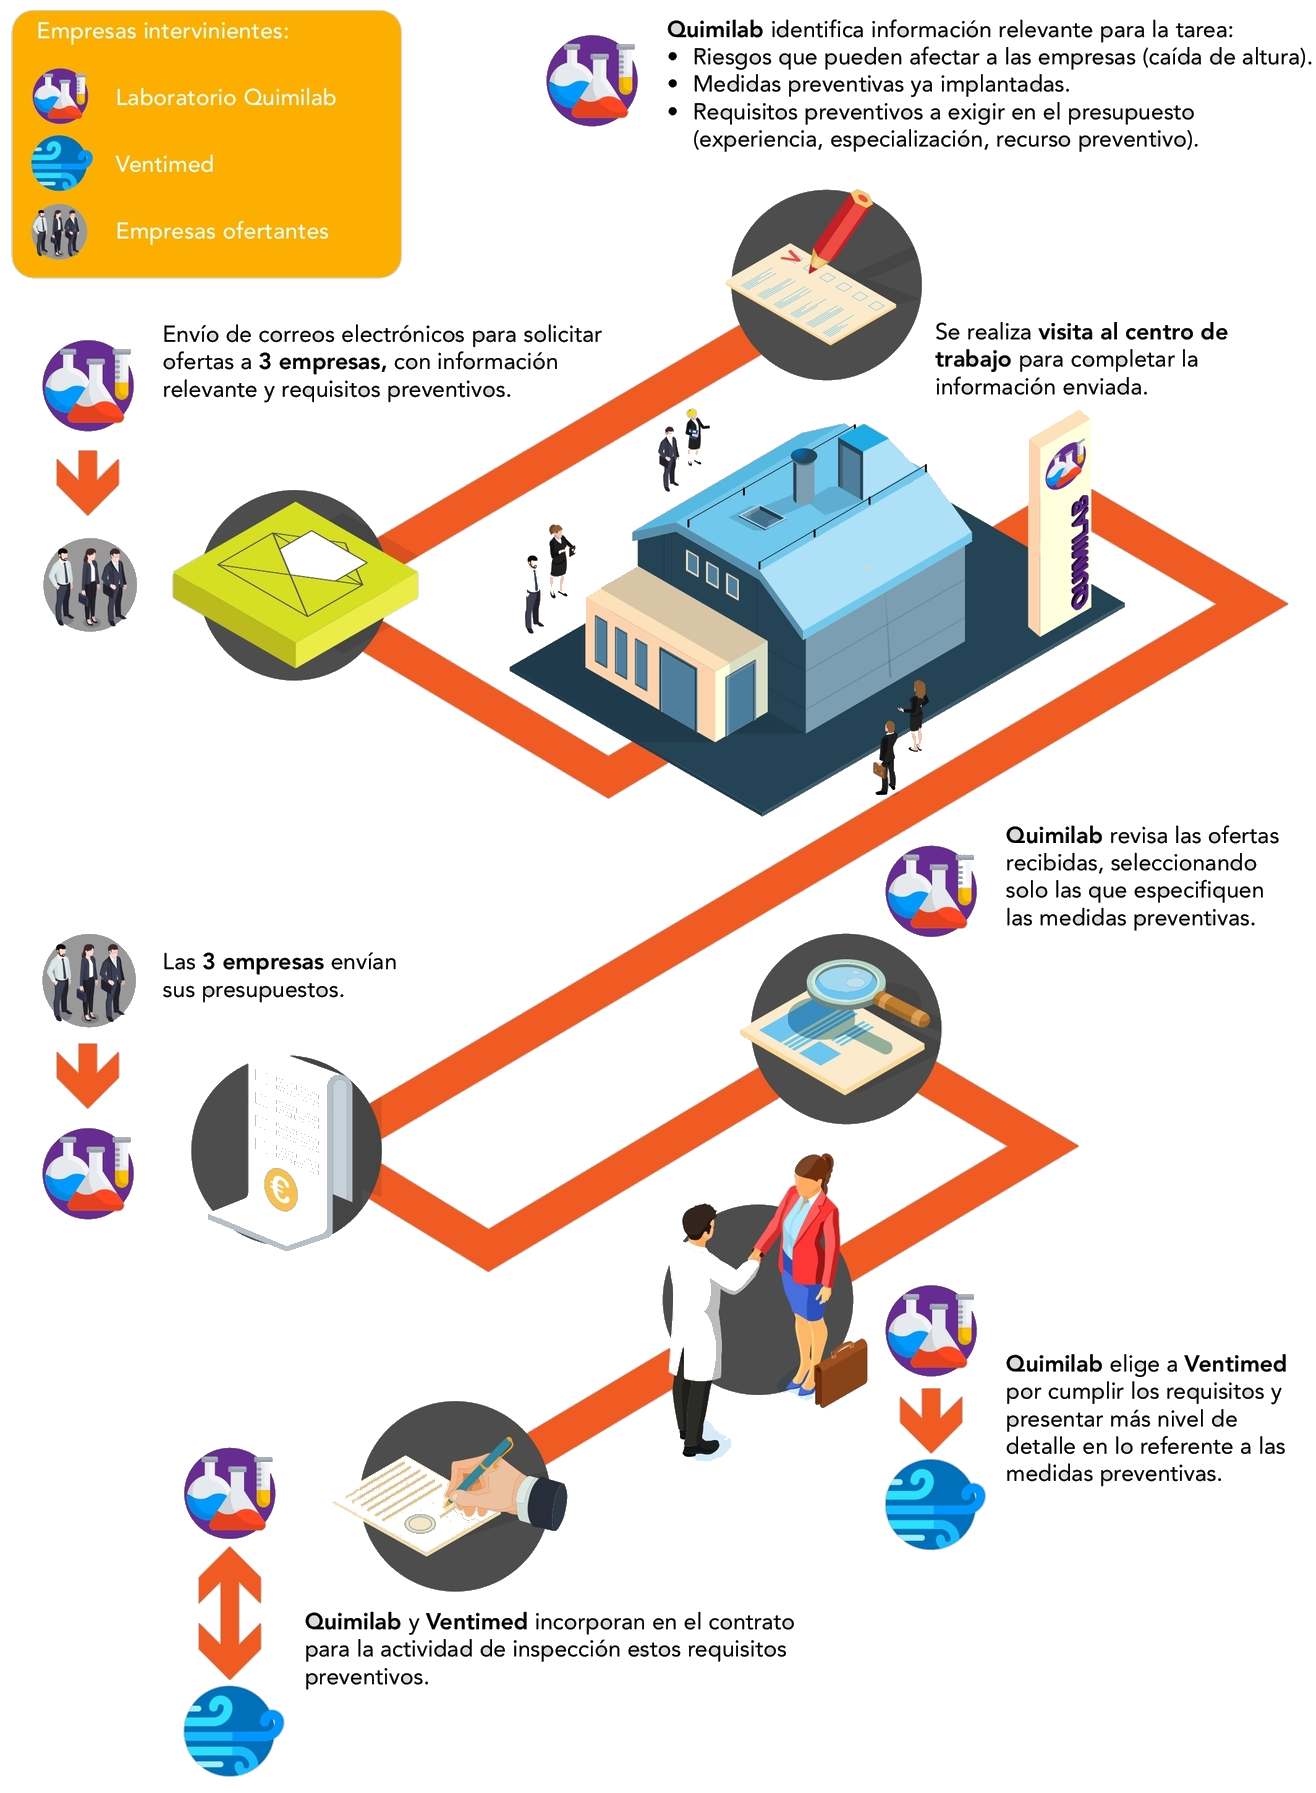 Empresas intervinientes:
Laboratorio Quimilab
Ventimed
Empresas ofertantes
Quimilab identifica información relevante para la tarea:
• Riesgos que pueden afectar a las empresas (caída de altura).
• Medidas preventivas ya implantadas.
• Requisitos preventivos a exigir en el presupuesto
(experiencia, especialización, recurso preventivo).
Envío de correos electrónicos para solicitar
ofertas a 3 empresas, con información
relevante y requisitos preventivos.
Se realiza visita al centro de
trabajo para completar la
información enviada.
QUIMILAB
Las 3 empresas envían
sus presupuestos.
€
Quimilab revisa las ofertas
recibidas, seleccionando
solo las que especifiquen
las medidas preventivas.
Quimilab elige a Ventimed
por cumplir los requisitos y
presentar más nivel de
detalle en lo referente a las
medidas preventivas.
Quimilab y Ventimed incorporan en el contrato
para la actividad de inspección estos requisitos
preventivos.